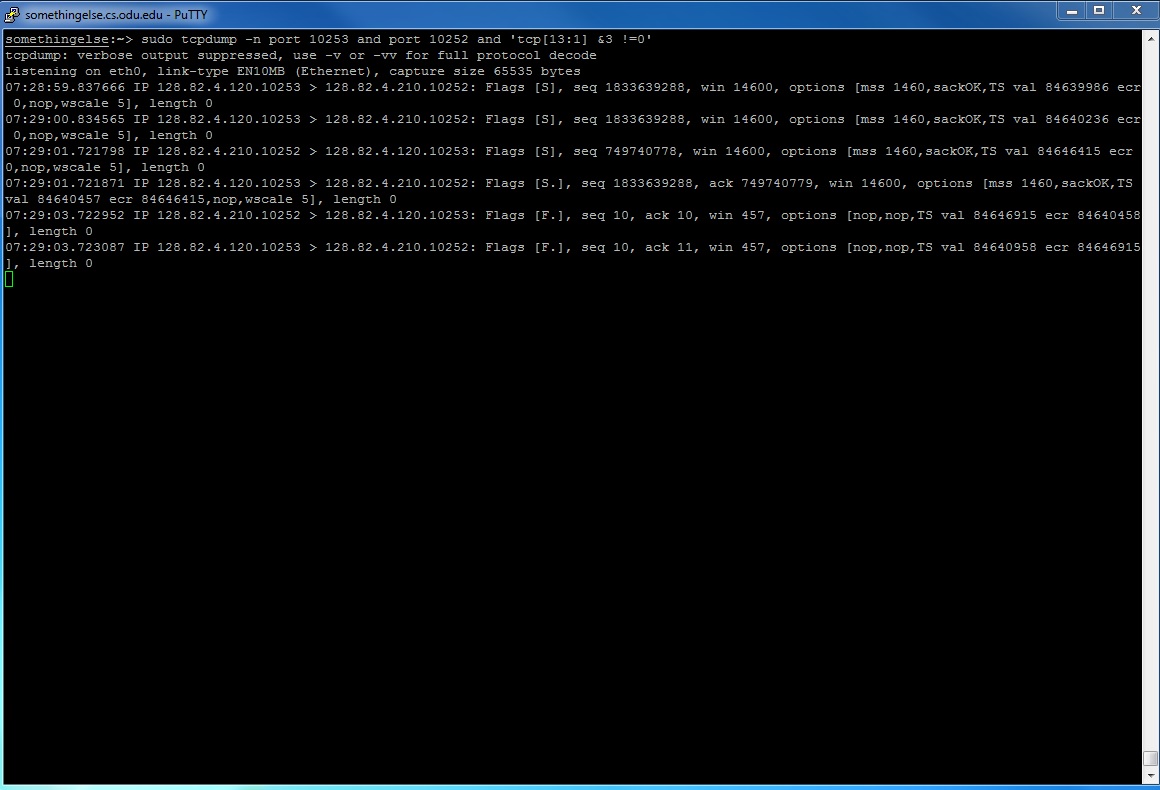 somethingelse.cs.odu.edu - PuTTY
somethingelse:~> sudo tcpdump -n port 10253 and port 10252 and 'tcp[13:1] &3 !=0'
tcpdump: verbose output suppressed, use -v or -vv for full protocol decode
listening on eth0, link-type EN10MB (Ethernet), capture size 65535 bytes
07:28:59.837666 IP 128.82.4.120.10253 > 128.82.4.210.10252: Flags [S], seq 1833639288, win 14600, options [mss 1460,sackOK,TS val 84639986 ecr
 0,nop,wscale 5], length 0
07:29:00.834565 IP 128.82.4.120.10253 > 128.82.4.210.10252: Flags [S], seq 1833639288, win 14600, options [mss 1460,sackOK,TS val 84640236 ecr
 0,nop,wscale 5], length 0
07:29:01.721798 IP 128.82.4.210.10252 > 128.82.4.120.10253: Flags [S], seq 749740778, win 14600, options [mss 1460,sackOK,TS val 84646415 ecr
0,nop,wscale 5], length 0
07:29:01.721871 IP 128.82.4.120.10253 > 128.82.4.210.10252: Flags [S.], seq 1833639288, ack 749740779, win 14600, options [mss 1460,sackOK,TS
val 84640457 ecr 84646415,nop,wscale 5], length 0
07:29:03.722952 IP 128.82.4.210.10252 > 128.82.4.120.10253: Flags [F.], seq 10, ack 10, win 457, options [nop,nop,TS val 84646915 ecr 84640458
], length 0
07:29:03.723087 IP 128.82.4.120.10253 > 128.82.4.210.10252: Flags [F.], seq 10, ack 11, win 457, options [nop,nop,TS val 84640958 ecr 84646915
], length 0